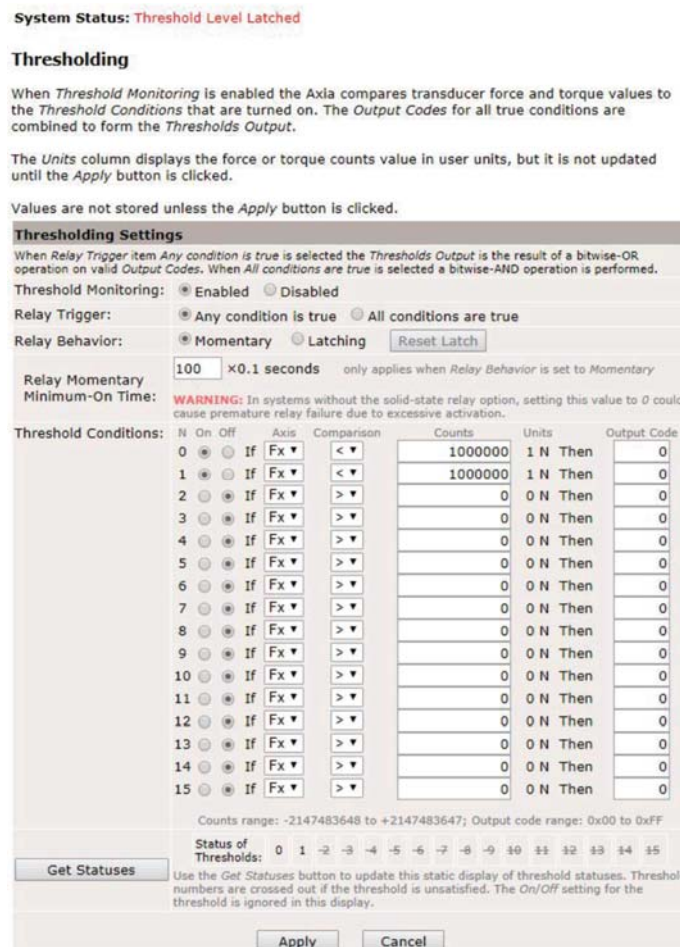 System Status: Threshold Level Latched
Thresholding
When Threshold Monitoring is enabled the Axia compares transducer force and torque values to
the Threshold Conditions that are turned on. The Output Codes for all true conditions are
combined to form the Thresholds Output.
The Units column displays the force or torque counts value in user units, but it is not updated
until the Apply button is clicked.
Values are not stored unless the Apply button is clicked.
Thresholding Settings
When Relay Trigger item Any condition is true is selected the Thresholds Output is the result of a bitwise-OR
operation on valid Output Codes. When All conditions are true is selected a bitwise-AND operation is performed.
Threshold Monitoring: Enabled Disabled
Relay Trigger: Any condition is true All conditions are true
Relay Behavior: Momentary Latching Reset Latch
Relay Momentary
Minimum-On Time:
100 ×0.1 seconds only applies when Relay Behavior is set to Momentary
WARNING: In systems without the solid-state relay option, setting this value to 0 could
cause premature relay failure due to excessive activation.
Threshold Conditions: N On Off Axis Comparison Counts Units Output Code
0 If Fx < 1000000 1 N Then 0
1 If Fx < 1000000 1 N Then 0
2 If Fx > 0 0 N Then 0
3 If Fx > 0 0 N Then 0
4 If Fx > 0 0 N Then 0
5 If Fx > 0 0 N Then 0
6 If Fx > 0 0 N Then 0
7 If Fx > 0 0 N Then 0
8 If Fx > 0 0 N Then 0
9 If Fx > 0 0 N Then 0
10 If Fx > 0 0 N Then 0
11 If Fx > 0 0 N Then 0
12 If Fx > 0 0 N Then 0
13 If Fx > 0 0 N Then 0
14 If Fx > 0 0 N Then 0
15 If Fx > 0 0 N Then 0
Counts range: -2147483648 to +2147483647; Output code range: 0x00 to 0xFF
Get Statuses
Status of
Thresholds: 0 1 2 3 4 5 6 7 8 9 10 11 12 13 14 15
Use the Get Statuses button to update this static display of threshold statuses. Threshol
numbers are crossed out if the threshold is unsatisfied. The On/Off setting for the
threshold is ignored in this display.
Apply Cancel